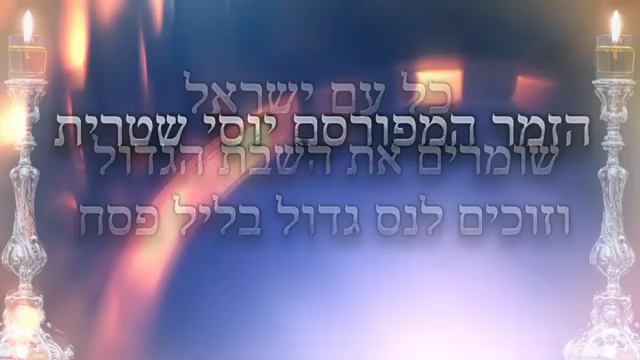 כל עם ישראל
הזמר המפורסם יוסי שטרית
שומרים את השבת הגדול
וזוכים לנס גדול בליל פסח